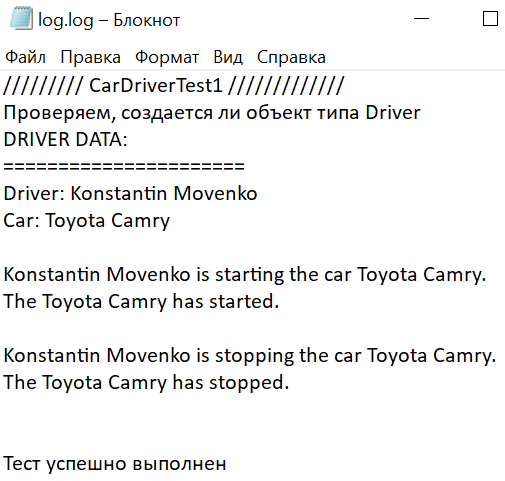 log.log – Блокнот
Файл Правка Формат Вид Справка
///////// CarDriverTest1 /////////////
Проверяем, создается ли объект типа Driver
DRIVER DATA:
======================
Driver: Konstantin Movenko
Car: Toyota Camry
Konstantin Movenko is starting the car Toyota Camry.
The Toyota Camry has started.
Konstantin Movenko is stopping the car Toyota Camry.
The Toyota Camry has stopped.
Тест успешно выполнен